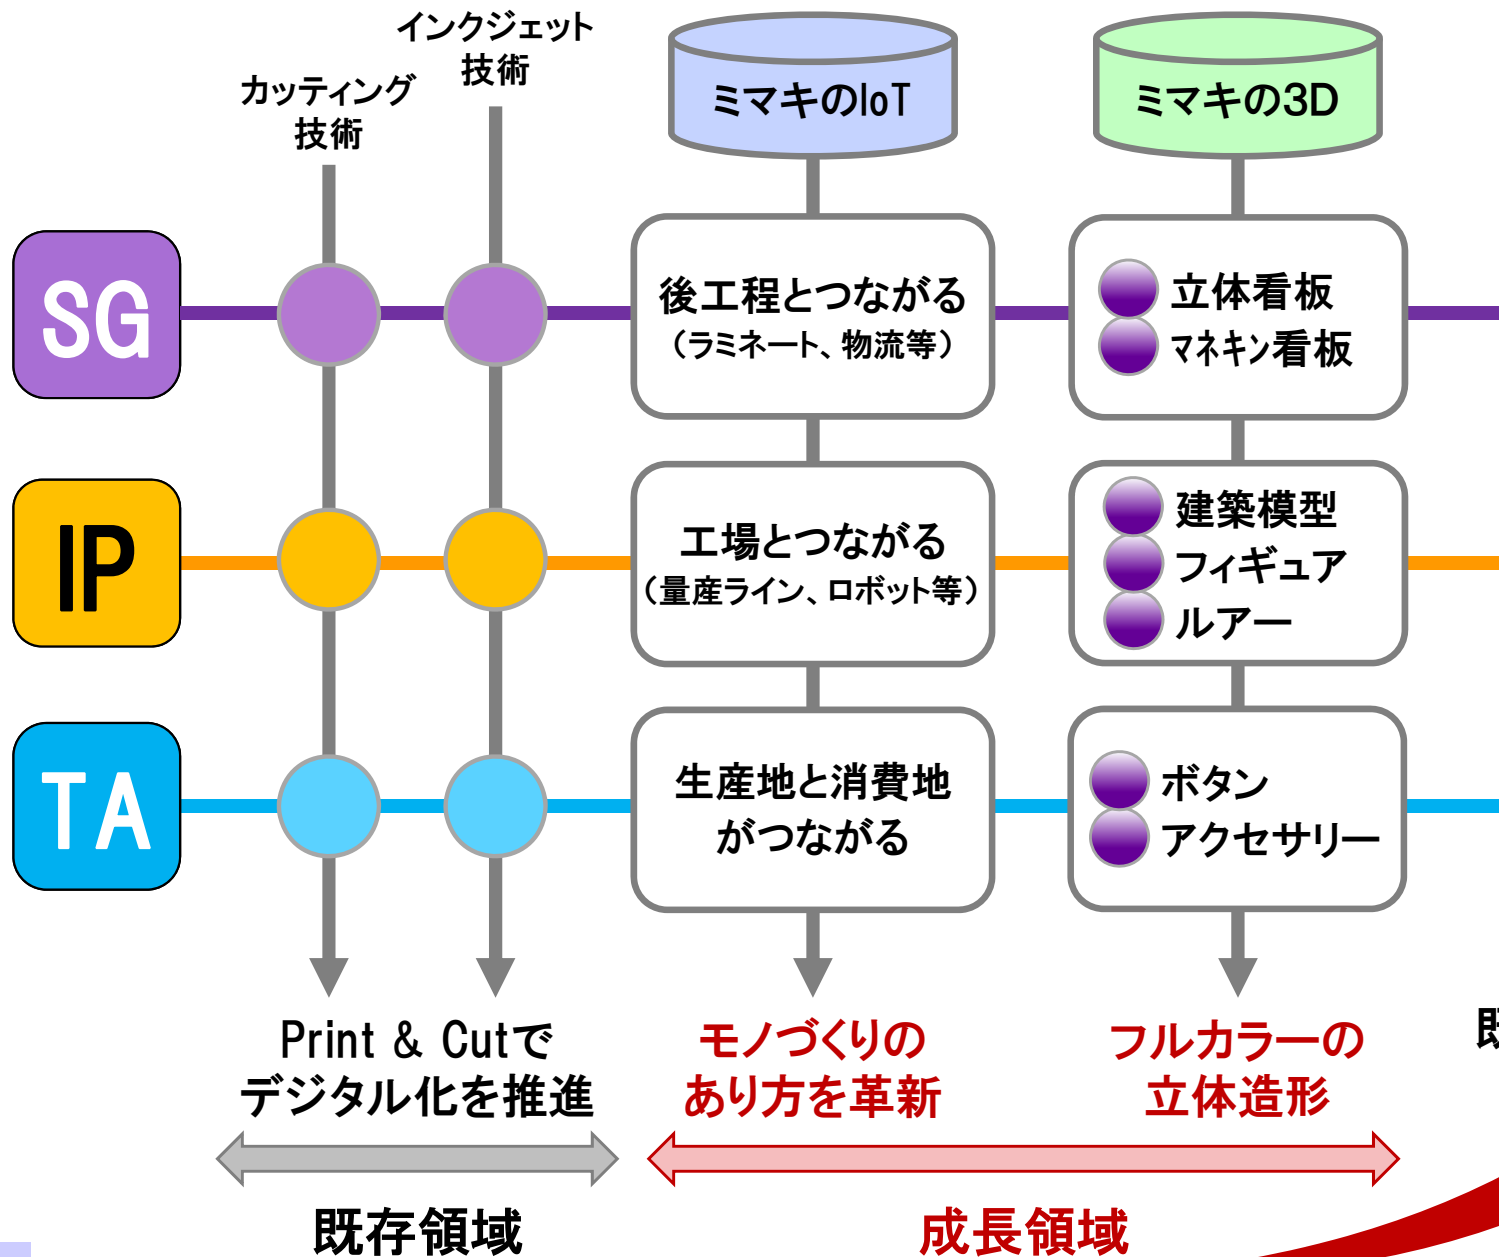 インクジェット
技術
カッティング
技術
ミマキのIoT
ミマキの3D
SG
後工程とつながる
（ラミネート、物流等）
立体看板
マネキン看板
IP
工場とつながる
（量産ライン、ロボット等）
建築模型
フィギュア
ルアー
TA
生産地と消費地
がつながる
ボタン
アクセサリー
Print & Cutで
デジタル化を推進
モノづくりの
あり方を革新
フルカラーの
立体造形
既存領域
成長領域